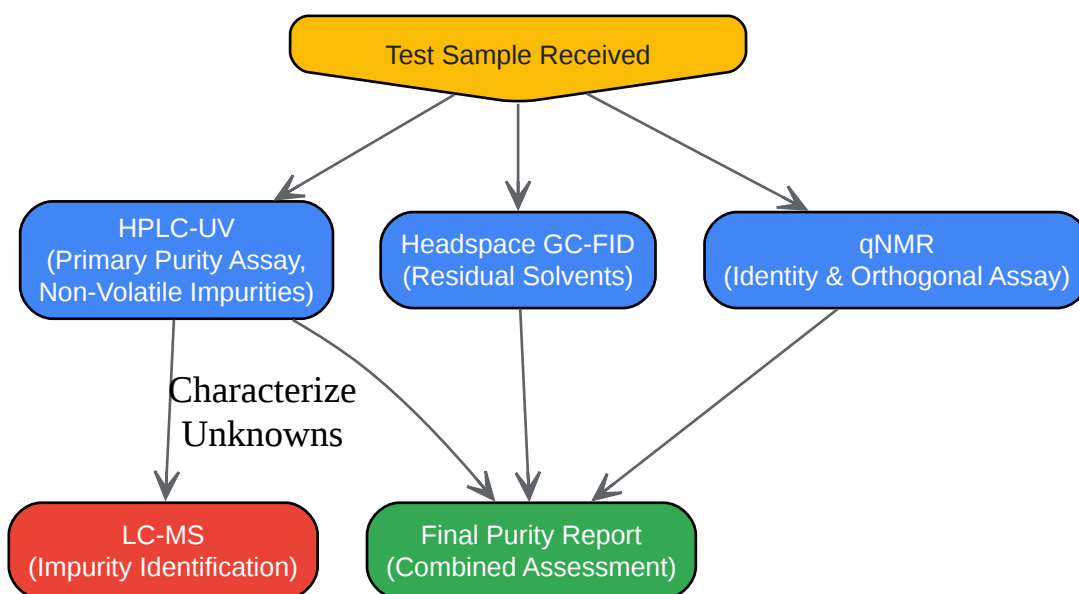 Test Sample Received
HPLC-UV
(Primary Purity Assay,
Non-Volatile Impurities)
Headspace GC-FID
(Residual Solvents)
qNMR
(Identity & Orthogonal Assay)
Characterize
Unknowns
LC-MS
(Impurity Identification)
Final Purity Report
(Combined Assessment)